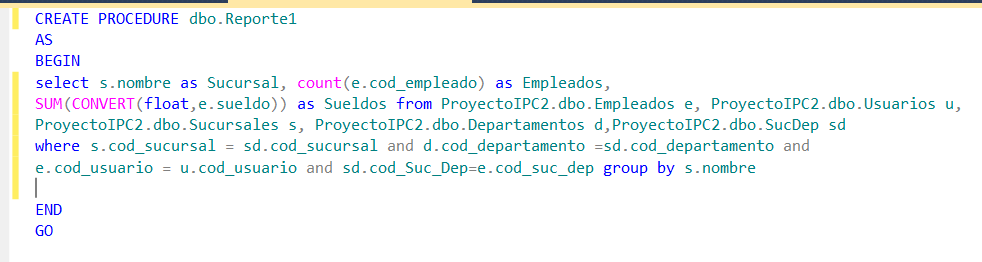 CREATE PROCEDURE dbo.Reporte1
AS
BEGIN
select s.nombre as Sucursal, count(e.cod_empleado) as Empleados,
SUM(CONVERT(float,e.sueldo)) as Sueldos from ProyectoIPC2.dbo.Empleados e, ProyectoIPC2.dbo.Usuarios u,
ProyectoIPC2.dbo.Sucursales s, ProyectoIPC2.dbo.Departamentos d,ProyectoIPC2.dbo.SucDep sd
where s.cod_sucursal = sd.cod_sucursal and d.cod_departamento =sd.cod_departamento and
e.cod_usuario = u.cod_usuario and sd.cod_Suc_Dep=e.cod_suc_dep group by s.nombre
END
GO